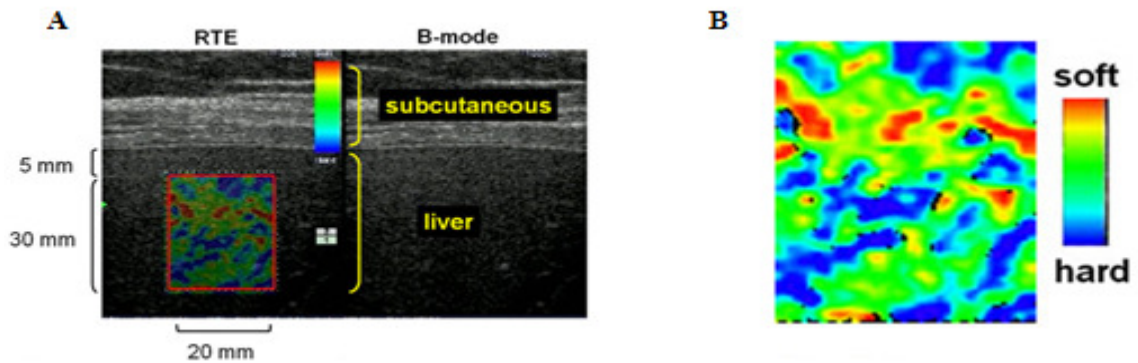 A
B
RTE
B-mode
subcutaneous
5 mm
30 mm
liver
20 mm
soft
hard